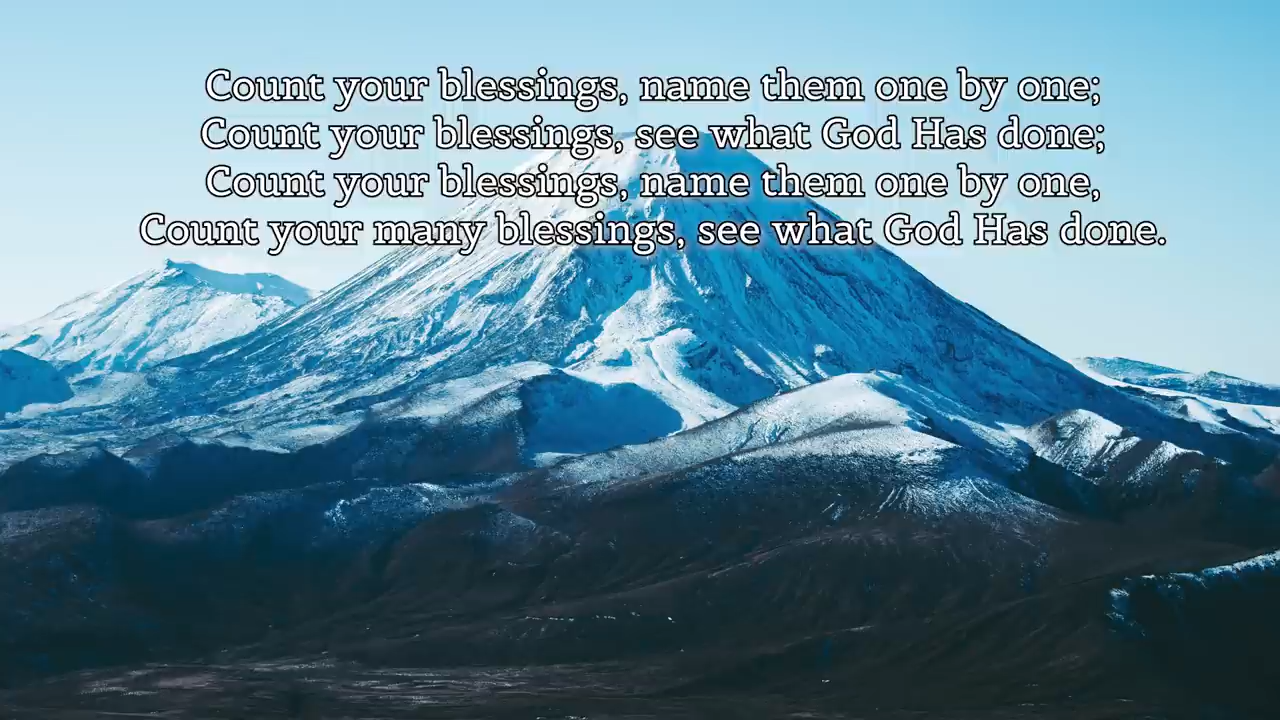 Count your blessings, name them one by one;
Count your blessings, see what God Has done;
Count your blessings, name them one by one,
Count your many blessings, see what God Has done.